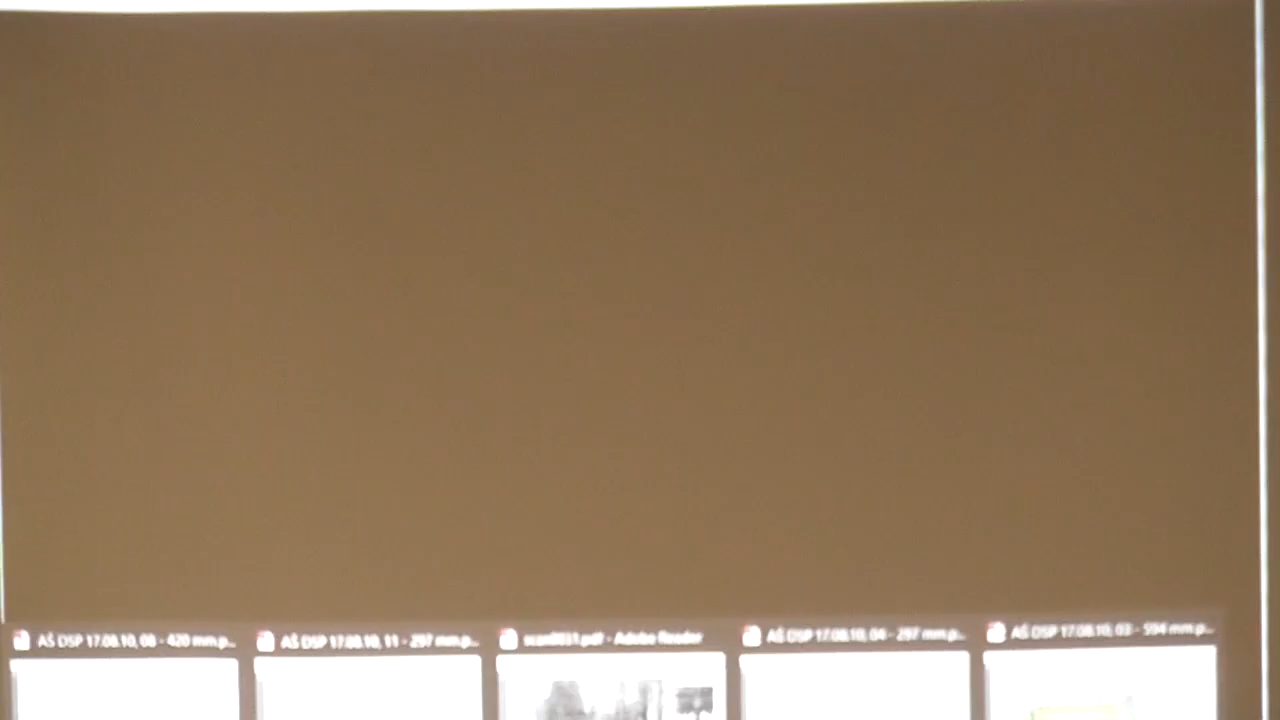 AŠ DSP 17.08.10, 08 - 420 mm.p...
AŠ DSP 17.08.10, 11 - 297 mm.p...
scan0031.pdf - Adobe Reader
AŠ DSP 17.08.10, 04 - 297 mm.p...
AŠ DSP 17.08.10, 03 - 594 mm.p...